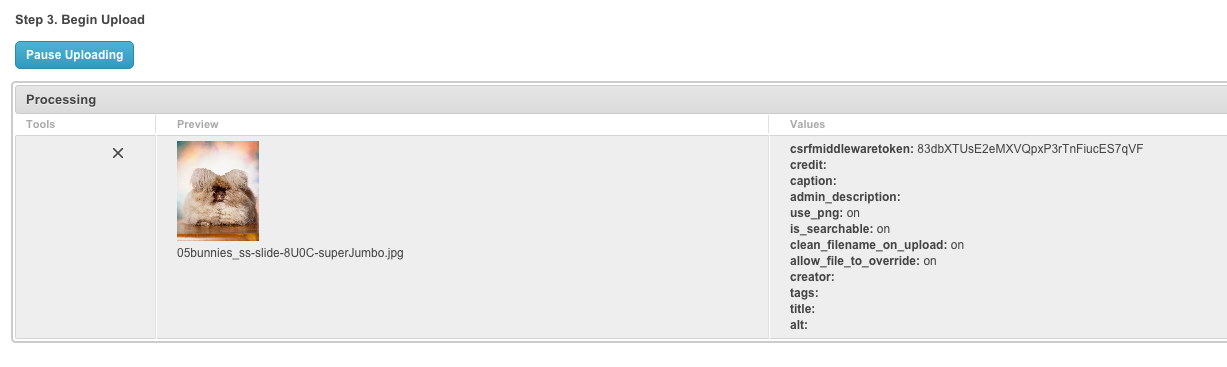 Step 3. Begin Upload
Pause Uploading
Processing
Tools
Preview
Values
05bunnies_ss-slide-8U0C-superJumbo.jpg
csrfmiddlewaretoken: 83dbXTUsE2eMXVQpxP3rTnFiucES7qVF
credit:
caption:
admin_description:
use_png: on
is_searchable: on
clean_filename_on_upload: on
allow_file_to_override: on
creator:
tags:
title:
alt: